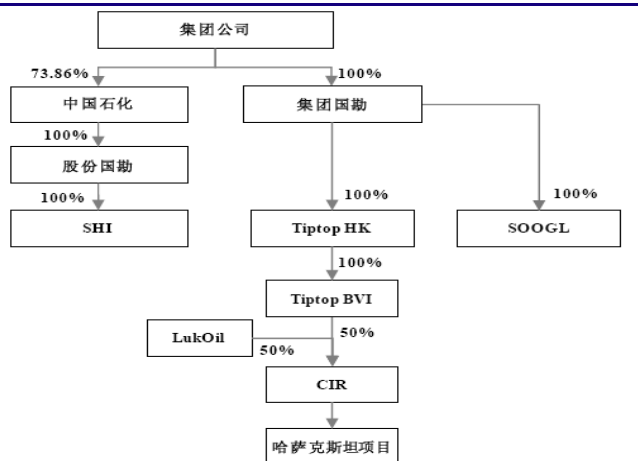 集团公司
73.86%
100%
中国石化
集团国勘
100%
股份国勘
100%
100%
100%
SHI
Tiptop HK
SOOGL
100%
Tiptop BVI
50%
LukOil
50%
CIR
哈萨克斯坦项目